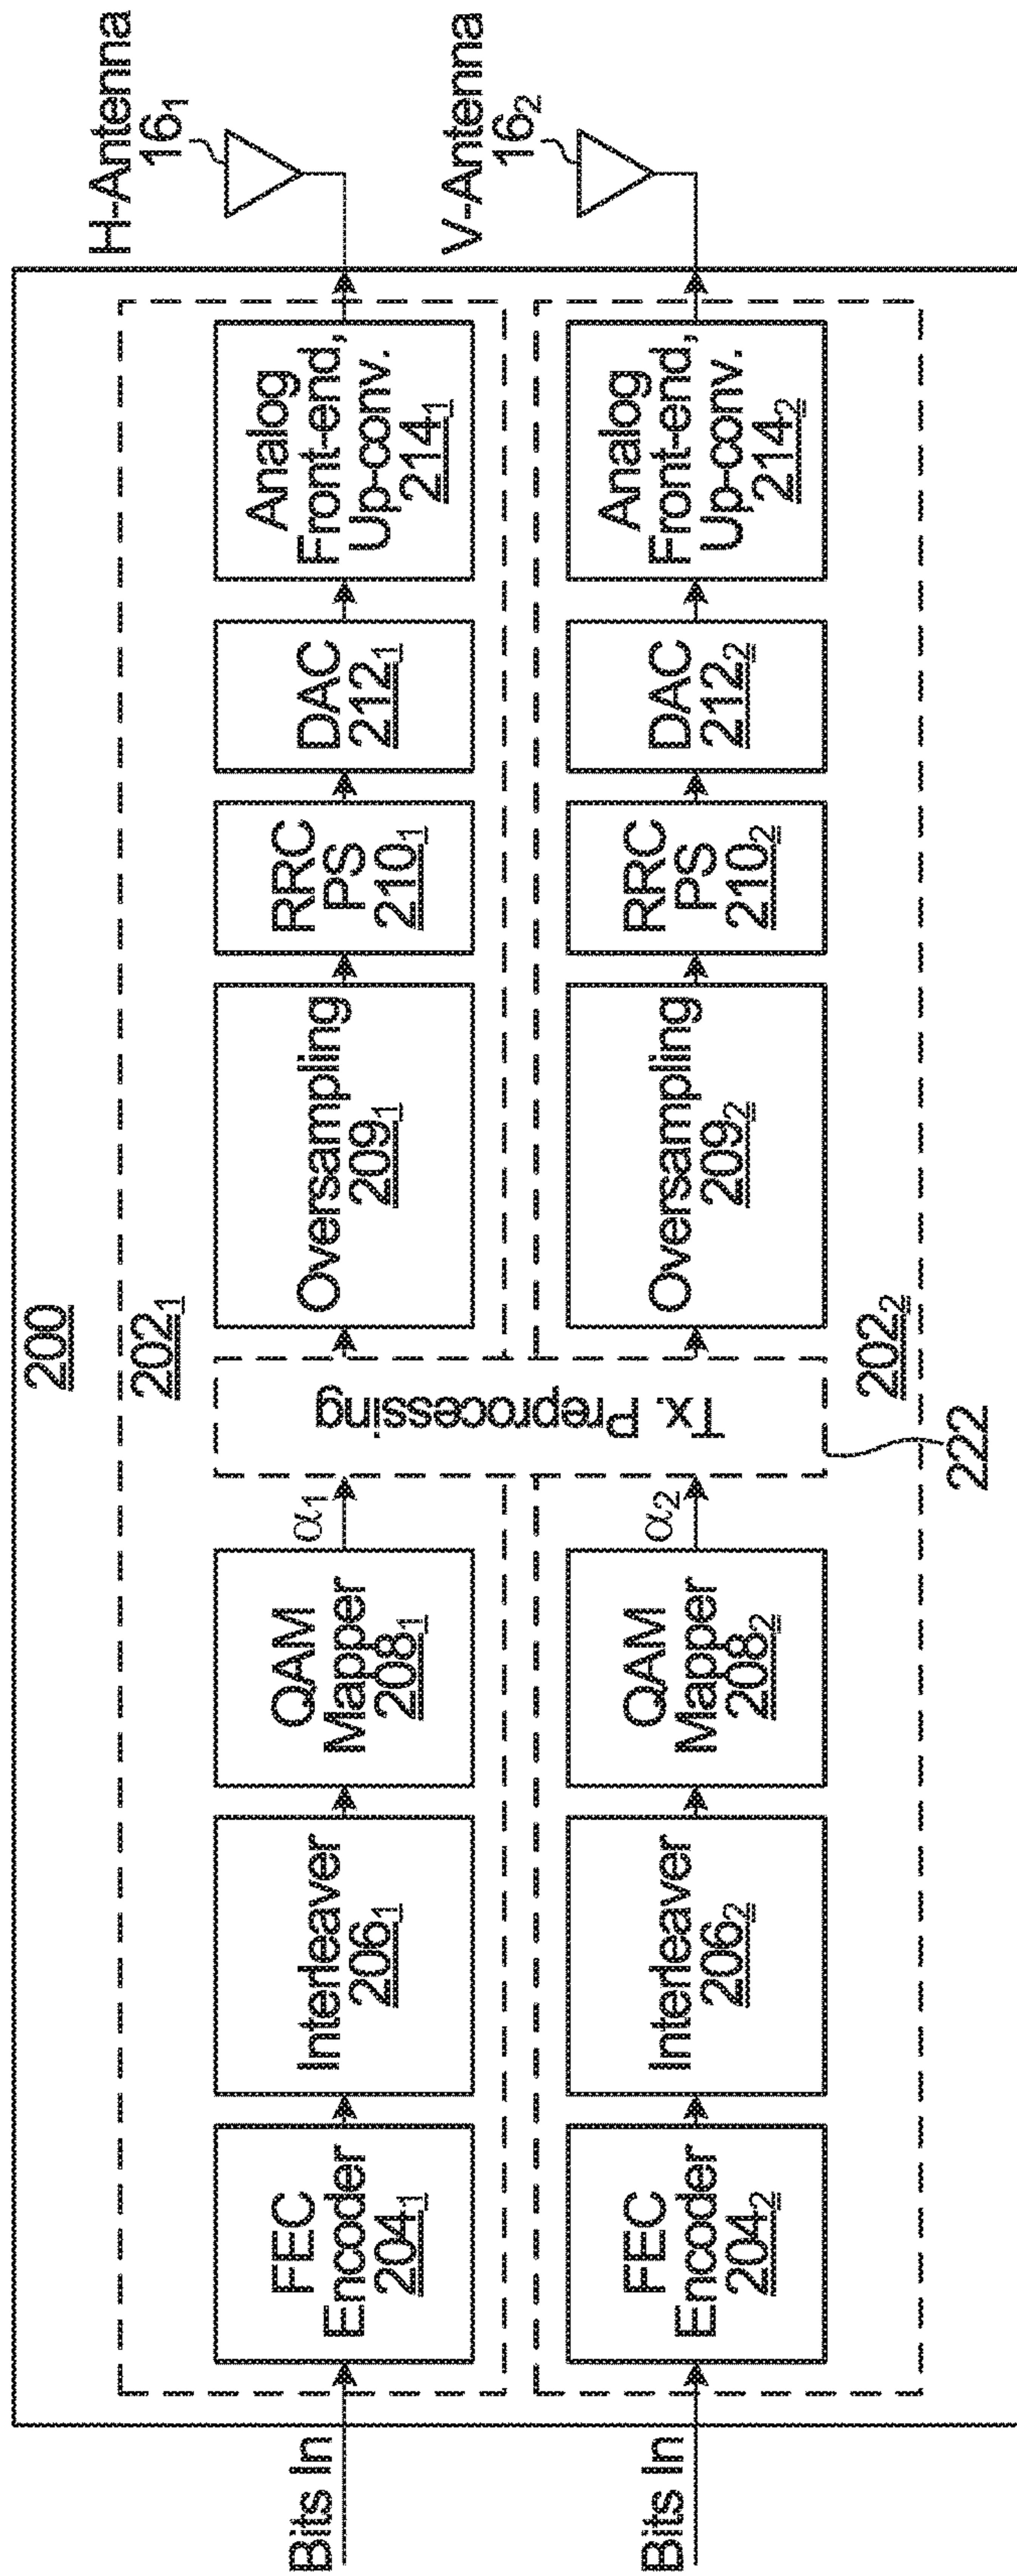 200
202₁
Bits In
FEC
Encoder
204₁
Interleaver
206₁
QAM
Mapper
208₁
α₁
Tx. Preprocessing
Oversampling
209₁
RRC
PS
210₁
DAC
212₁
Analog
Front-end,
Up-conv.
214₁
H-Antenna
16₁
Bits In
FEC
Encoder
204₂
Interleaver
206₂
QAM
Mapper
208₂
α₂
Oversampling
209₂
RRC
PS
210₂
DAC
212₂
Analog
Front-end,
Up-conv.
214₂
V-Antenna
16₂
202₂
222